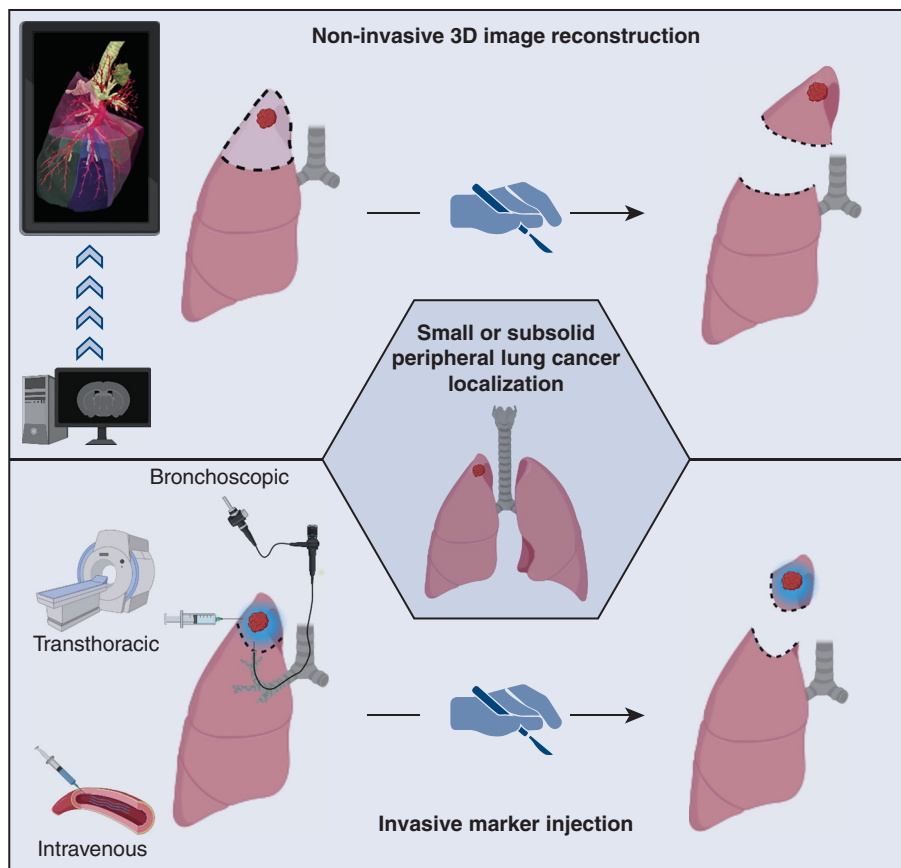 Non-invasive 3D image reconstruction
Small or subsolid
peripheral lung cancer
localization
Bronchoscopic
Transthoracic
Intravenous
Invasive marker injection